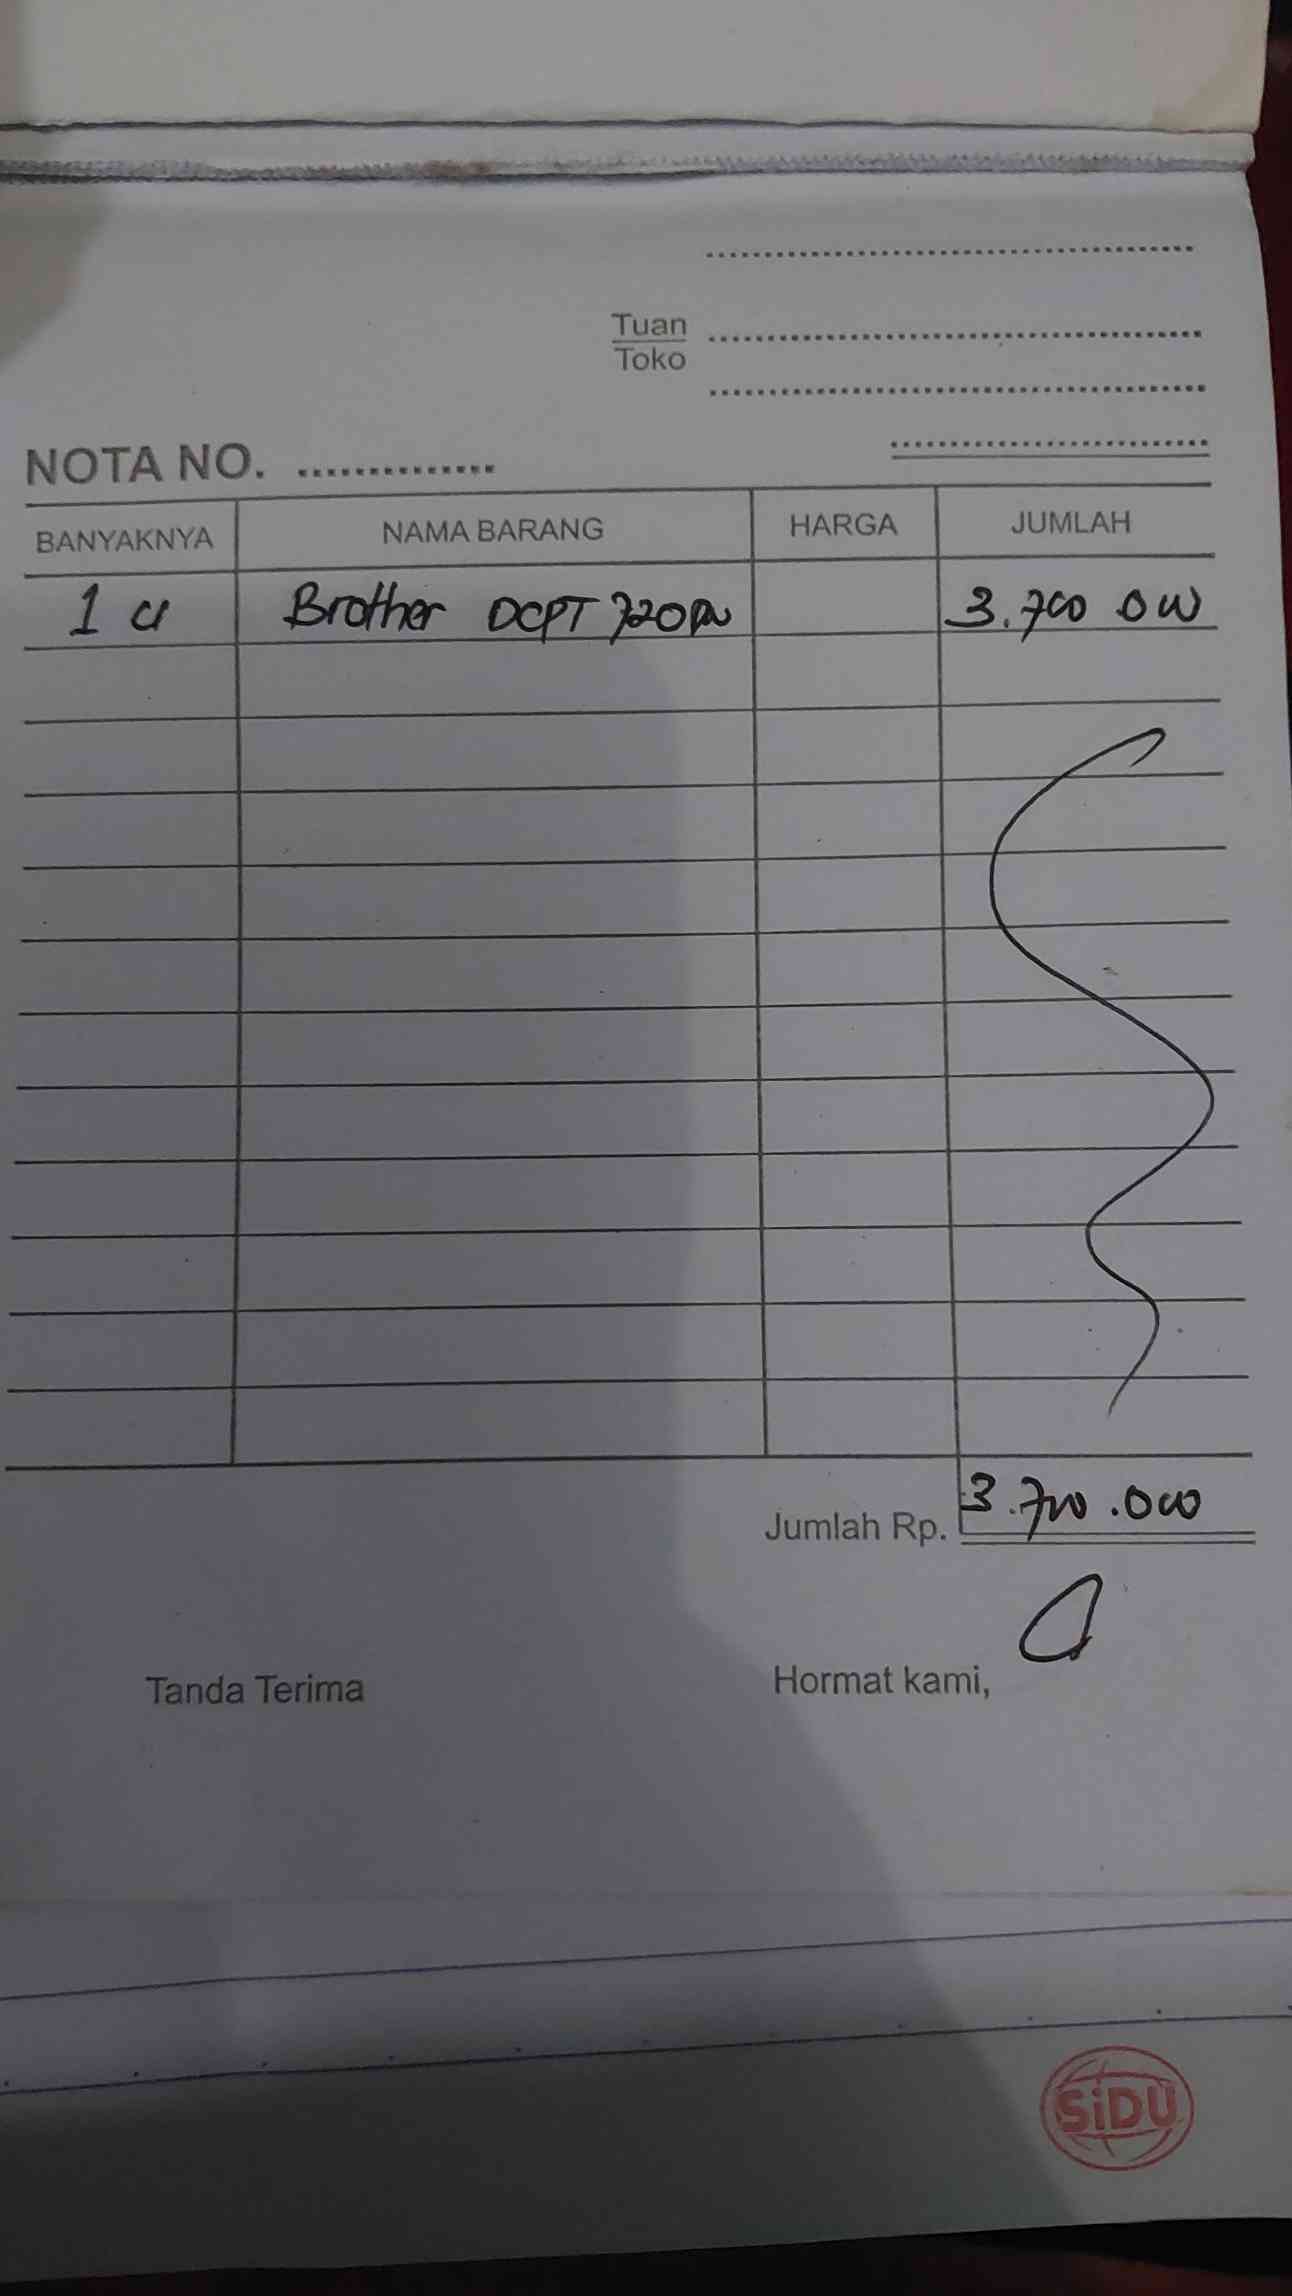 Tuan
Toko
NOTA NO.
BANYAKNYA NAMA BARANG HARGA JUMLAH
1 Brother DCPT 720DW 3.700 000
Jumlah Rp. 3.700.000
Tanda Terima Hormat kami,
SiDU